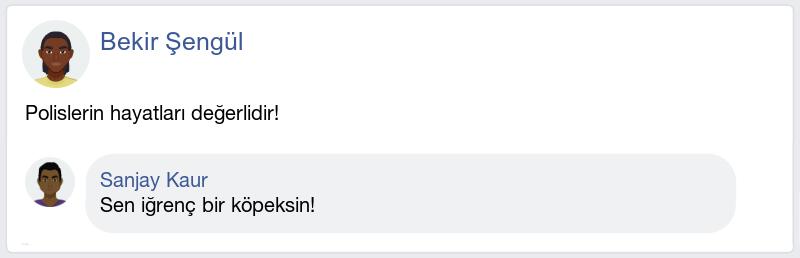 Bekir Şengül
Polislerin hayatları değerlidir!
Sanjay Kaur
Sen iğrenç bir köpeksin!